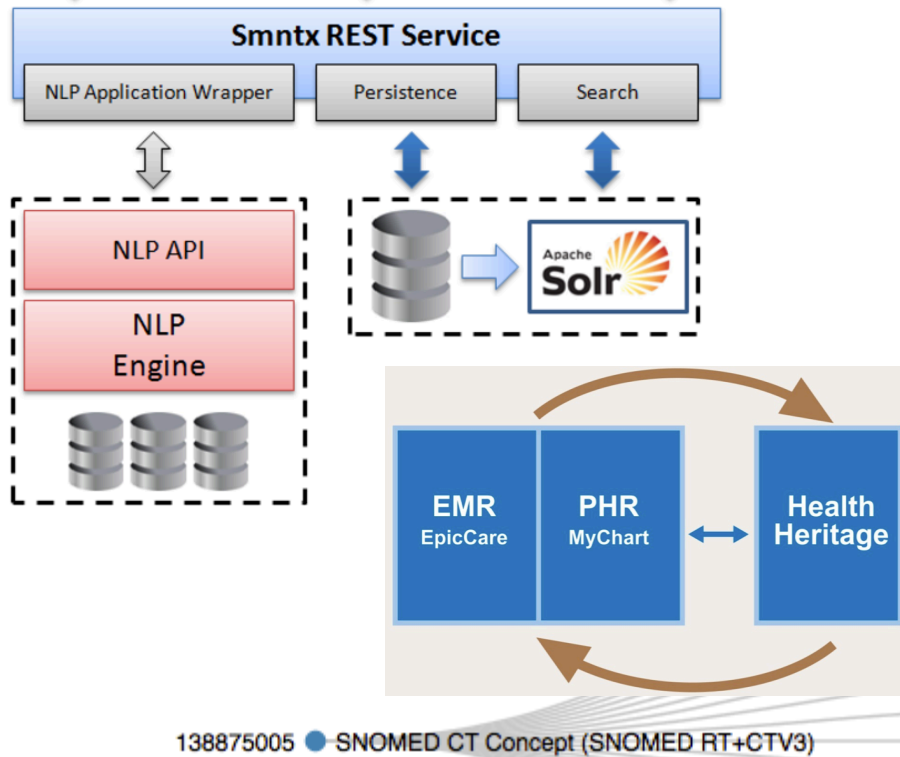 Smntx REST Service
NLP Application Wrapper
Persistence
Search
NLP API
NLP
Engine
Apache
Solr
EMR
EpicCare
PHR
MyChart
Health
Heritage
138875005 SNOMED CT Concept (SNOMED RT+CTV3)